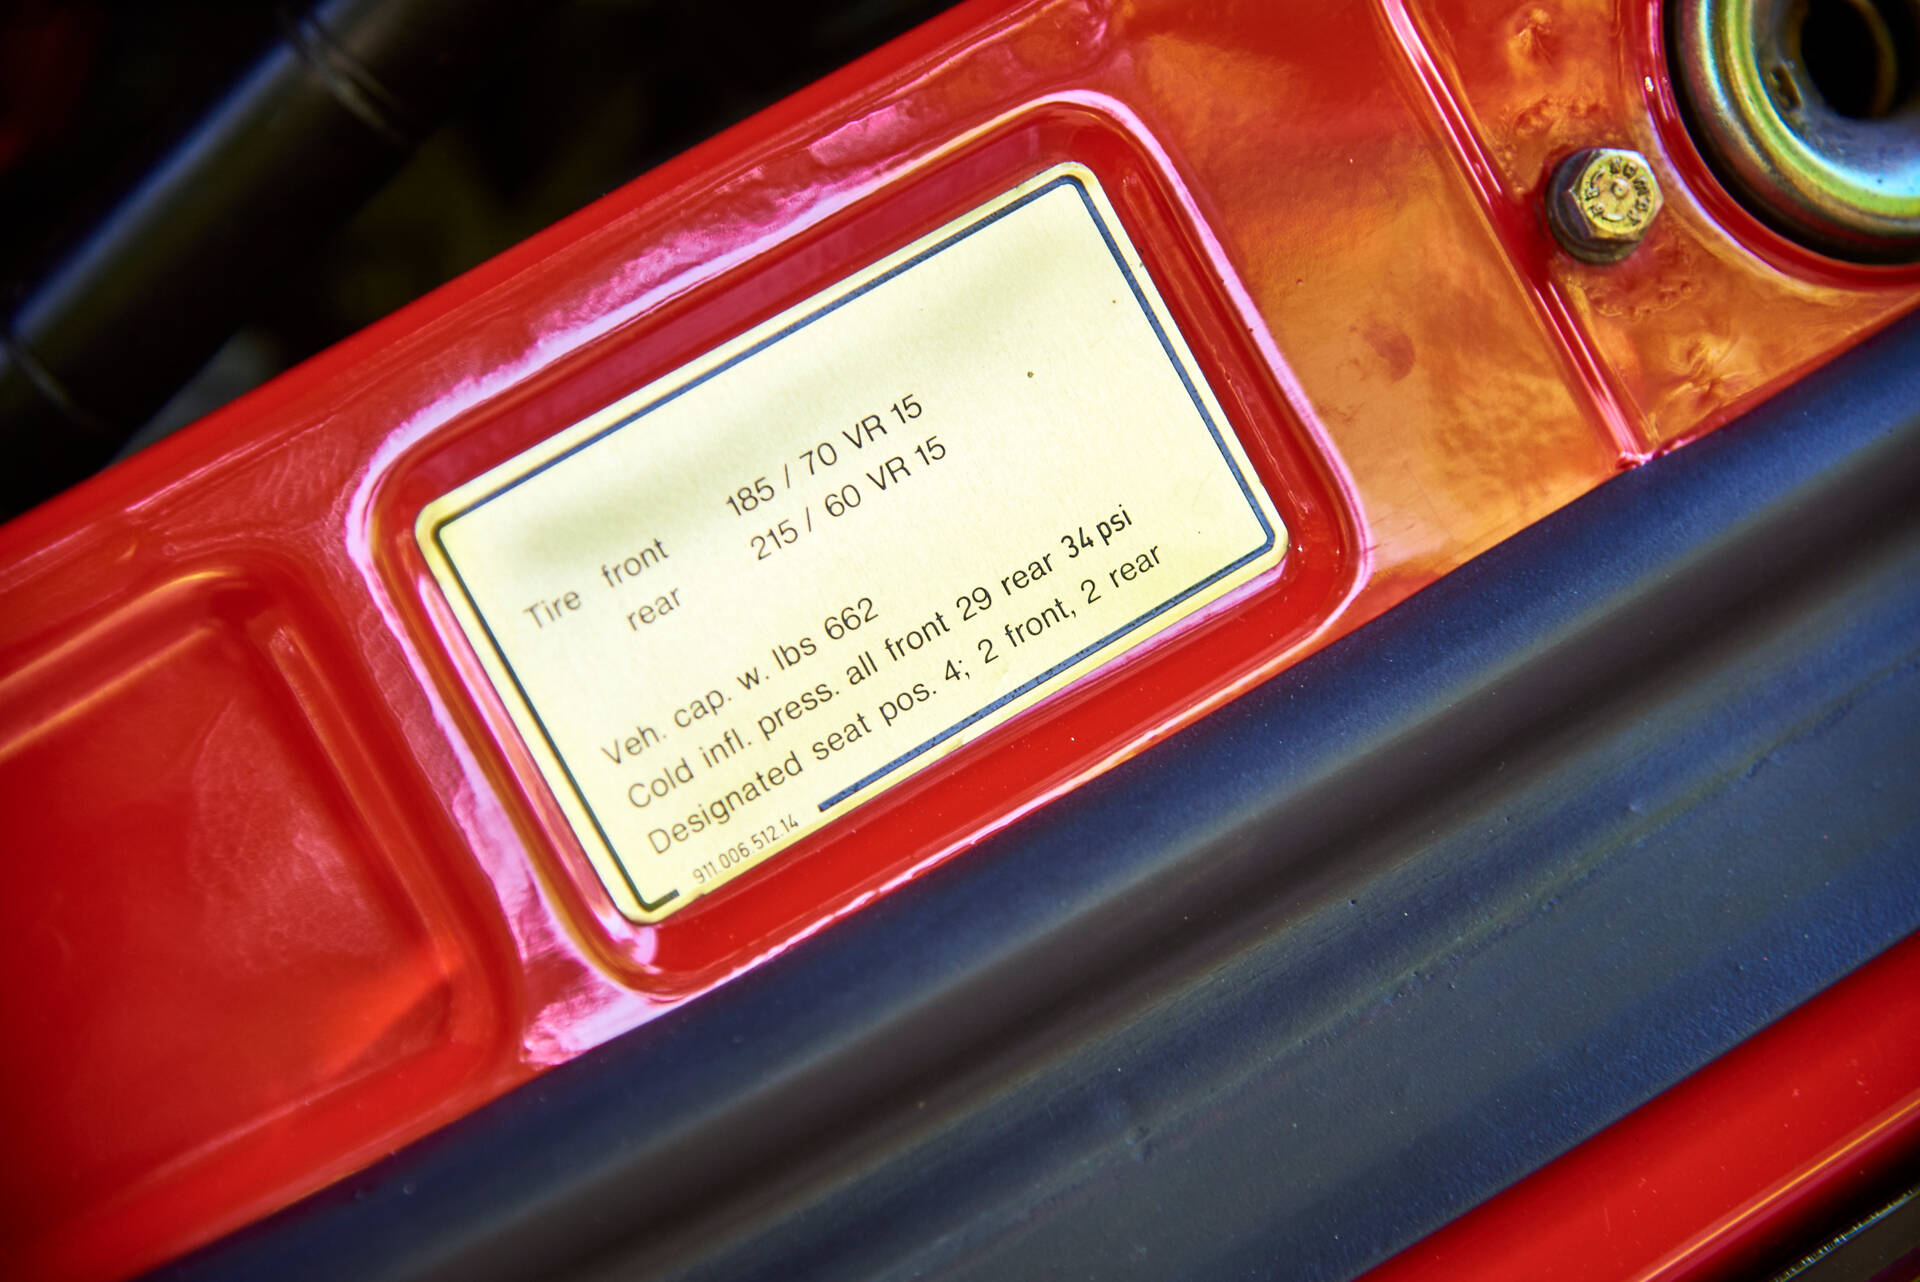 Tire front 185 / 70 VR 15
rear 215 / 60 VR 15
Veh. cap. w. lbs 662
Cold infl. press. all front 29 rear 34 psi
Designated seat pos. 4; 2 front, 2 rear
911.006.512.14